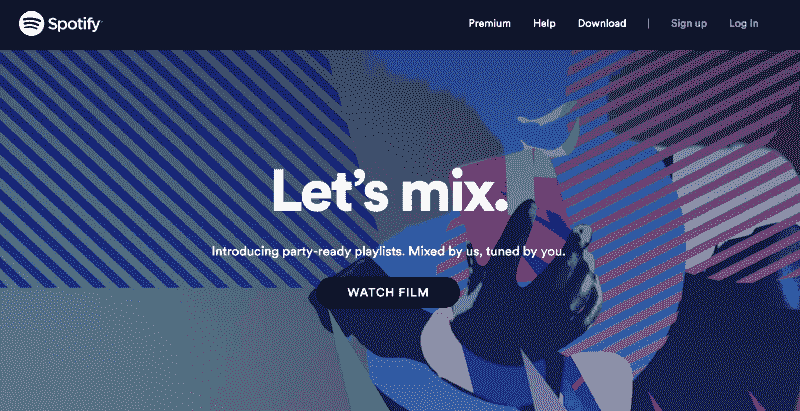 Spotify
Premium Help Download | Sign up Log In
Let's mix.
Introducing party-ready playlists. Mixed by us, tuned by you.
WATCH FILM